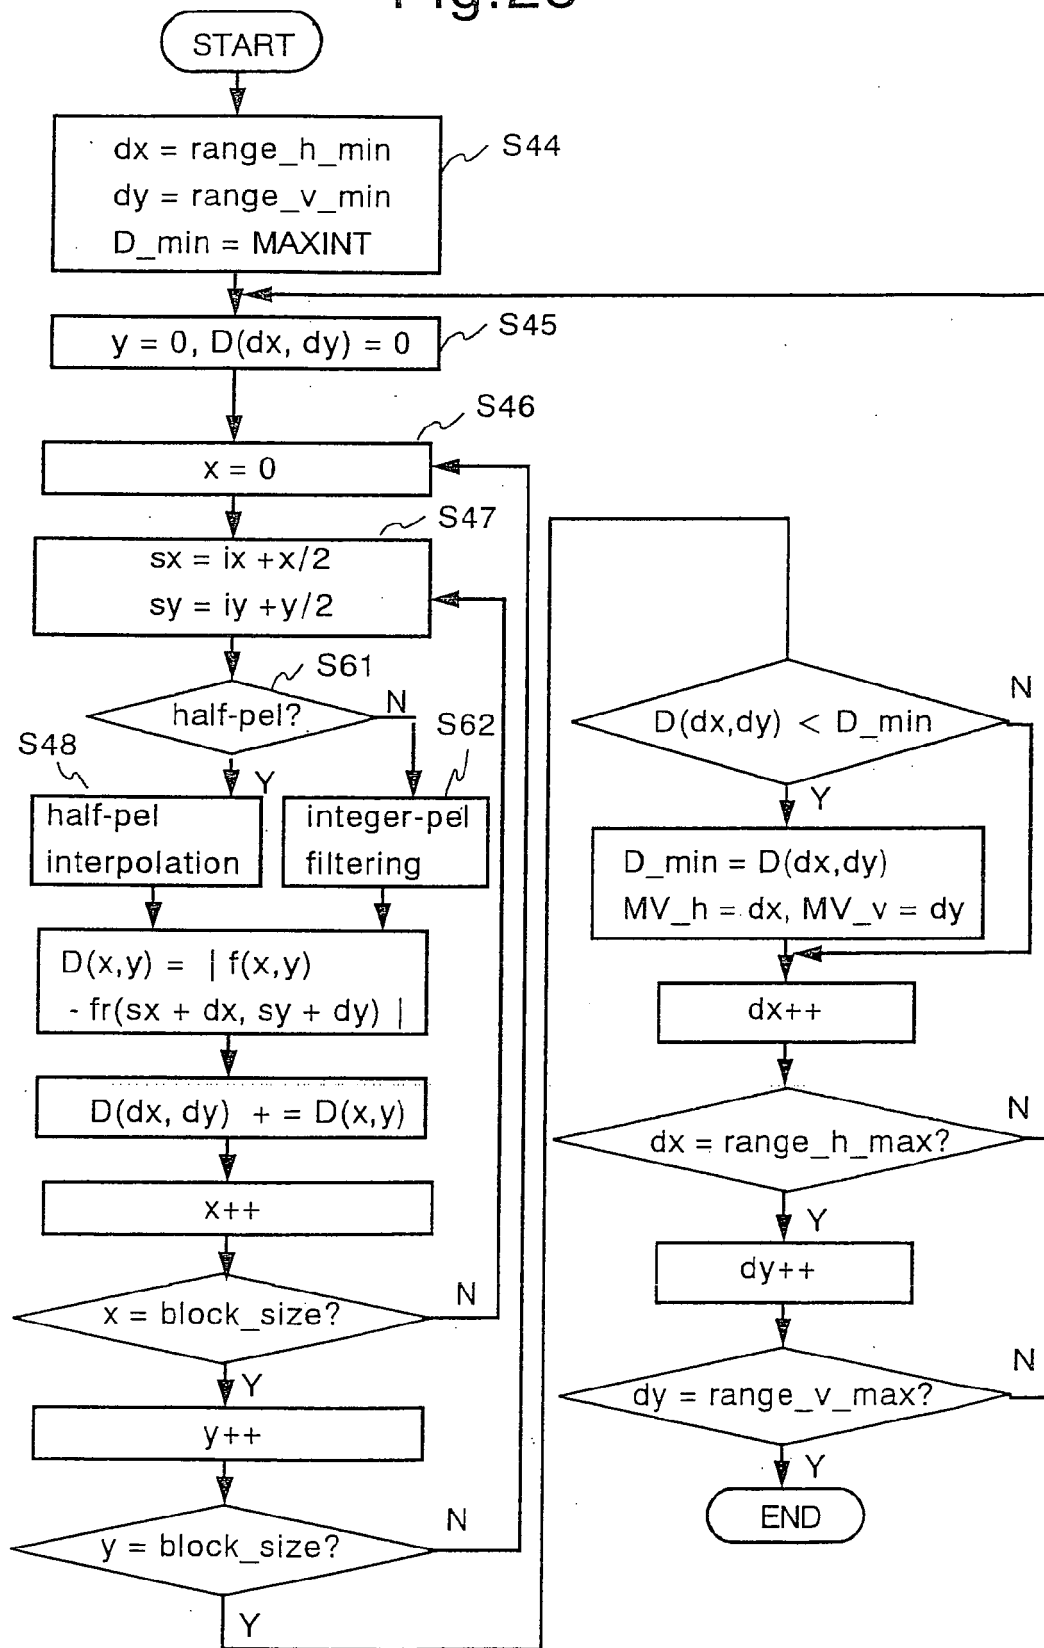 START
dx = range_h_min
dy = range_v_min
D_min = MAXINT
S44
y = 0, D(dx, dy) = 0
S45
S46
x = 0
S47
sx = ix +x/2
sy = iy +y/2
S61
half-pel?
N
S48
Y
S62
half-pel
interpolation
integer-pel
filtering
D(x,y) = | f(x,y)
- fr(sx + dx, sy + dy) |
D(dx, dy) + = D(x,y)
x++
x = block_size?
N
Y
y++
y = block_size?
N
Y
D(dx,dy) < D_min
N
Y
D_min = D(dx,dy)
MV_h = dx, MV_v = dy
dx++
dx = range_h_max?
N
Y
dy++
dy = range_v_max?
N
Y
END